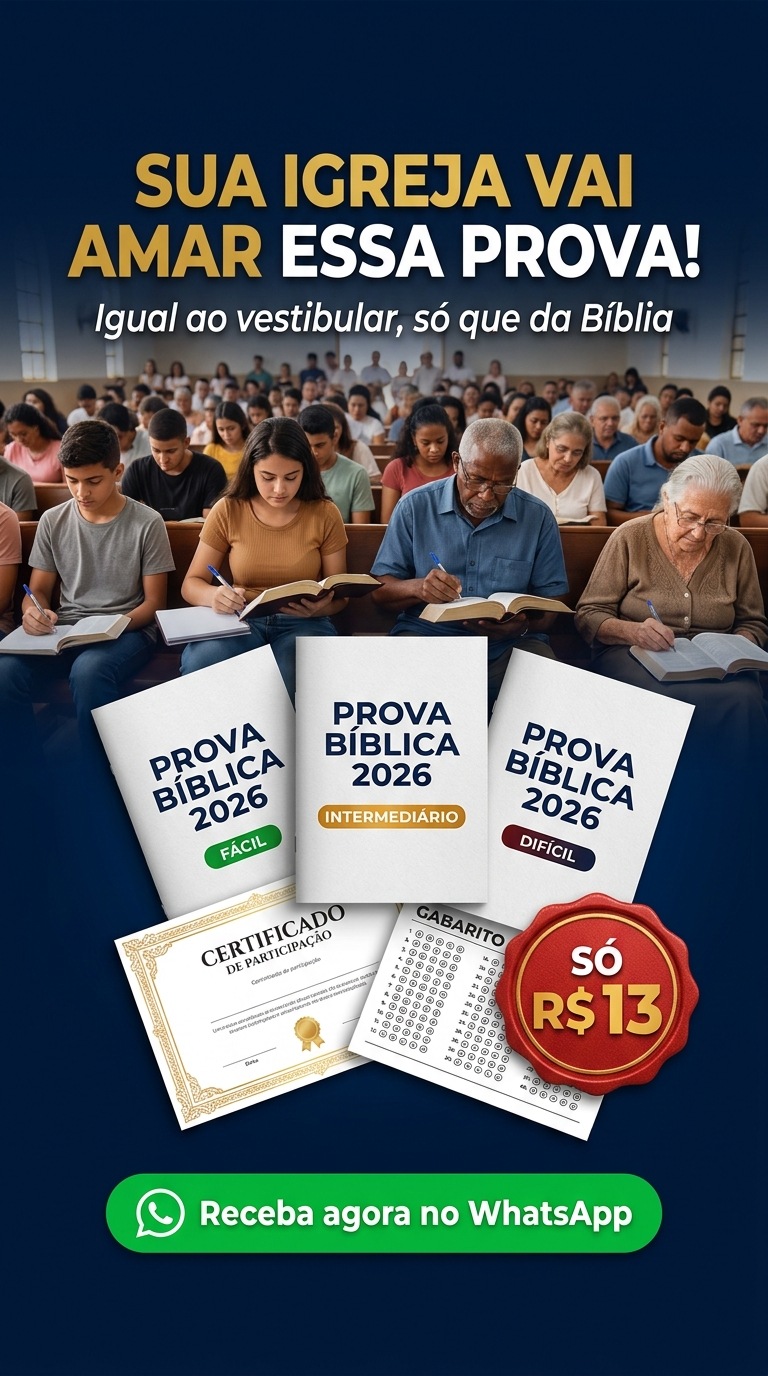 SUA IGREJA VAI
AMAR ESSA PROVA!
Igual ao vestibular, só que da Bíblia
PROVA
BÍBLICA
2026
FÁCIL
PROVA
BÍBLICA
2026
INTERMEDIÁRIO
PROVA
BÍBLICA
2026
DIFÍCIL
CERTIFICADO
DE PARTICIPAÇÃO
Data
GABARITO
SÓ
R$ 13
Receba agora no WhatsApp